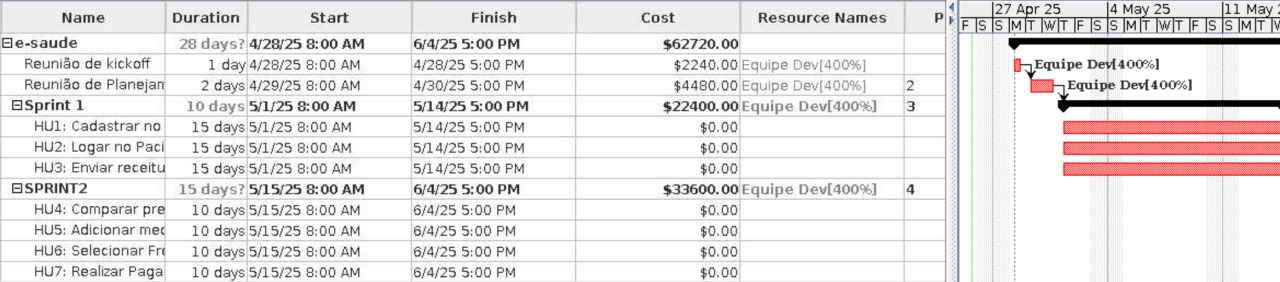 Name Duration Start Finish Cost Resource Names P 27 Apr 25 4 May 25 11 May 2
F S S M T W T F S S M T W T F S S M T W
e-saude 28 days? 4/28/25 8:00 AM 6/4/25 5:00 PM $62720.00
Reunião de kickoff 1 day 4/28/25 8:00 AM 4/28/25 5:00 PM $2240.00 Equipe Dev[400%] Equipe Dev[400%]
Reunião de Planejan 2 days 4/29/25 8:00 AM 4/30/25 5:00 PM $4480.00 Equipe Dev[400%] 2 Equipe Dev[400%]
Sprint 1 10 days 5/1/25 8:00 AM 5/14/25 5:00 PM $22400.00 Equipe Dev[400%] 3
HU1: Cadastrar no 15 days 5/1/25 8:00 AM 5/14/25 5:00 PM $0.00
HU2: Logar no Paci 15 days 5/1/25 8:00 AM 5/14/25 5:00 PM $0.00
HU3: Enviar receitu 15 days 5/1/25 8:00 AM 5/14/25 5:00 PM $0.00
SPRINT2 15 days? 5/15/25 8:00 AM 6/4/25 5:00 PM $33600.00 Equipe Dev[400%] 4
HU4: Comparar pre 10 days 5/15/25 8:00 AM 6/4/25 5:00 PM $0.00
HU5: Adicionar med 10 days 5/15/25 8:00 AM 6/4/25 5:00 PM $0.00
HU6: Selecionar Fre 10 days 5/15/25 8:00 AM 6/4/25 5:00 PM $0.00
HU7: Realizar Paga 10 days 5/15/25 8:00 AM 6/4/25 5:00 PM $0.00